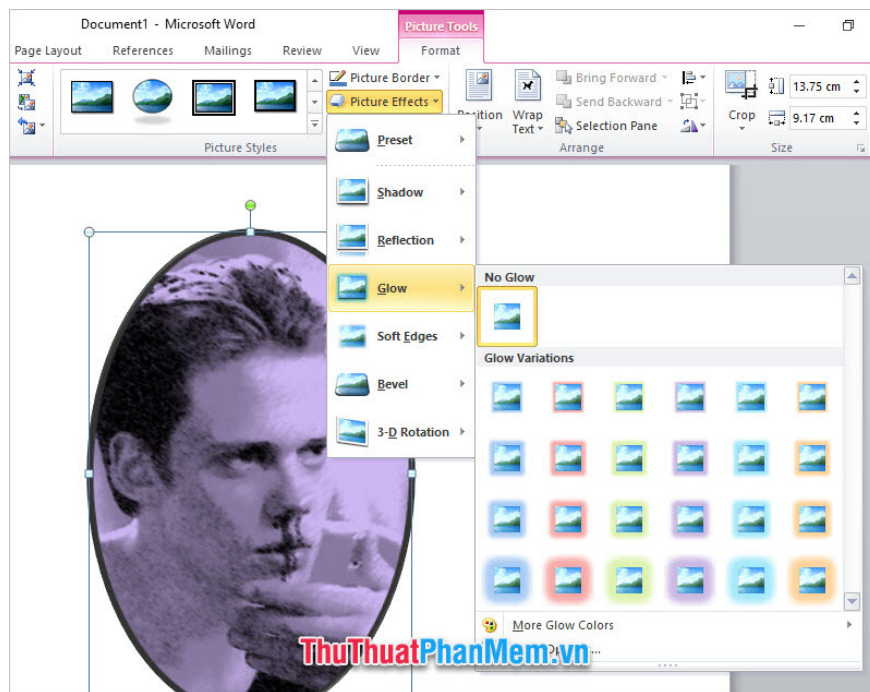 Document1 - Microsoft Word
Picture Tools
Page Layout References Mailings Review View Format
Picture Border
Picture Effects
Position
Wrap Text
Bring Forward
Send Backward
Selection Pane
Crop
13.75 cm
9.17 cm
Picture Styles
Arrange
Size
Preset
Shadow
Reflection
Glow
Soft Edges
Bevel
3-D Rotation
No Glow
Glow Variations
More Glow Colors
ThuThuatPhanMem.vn